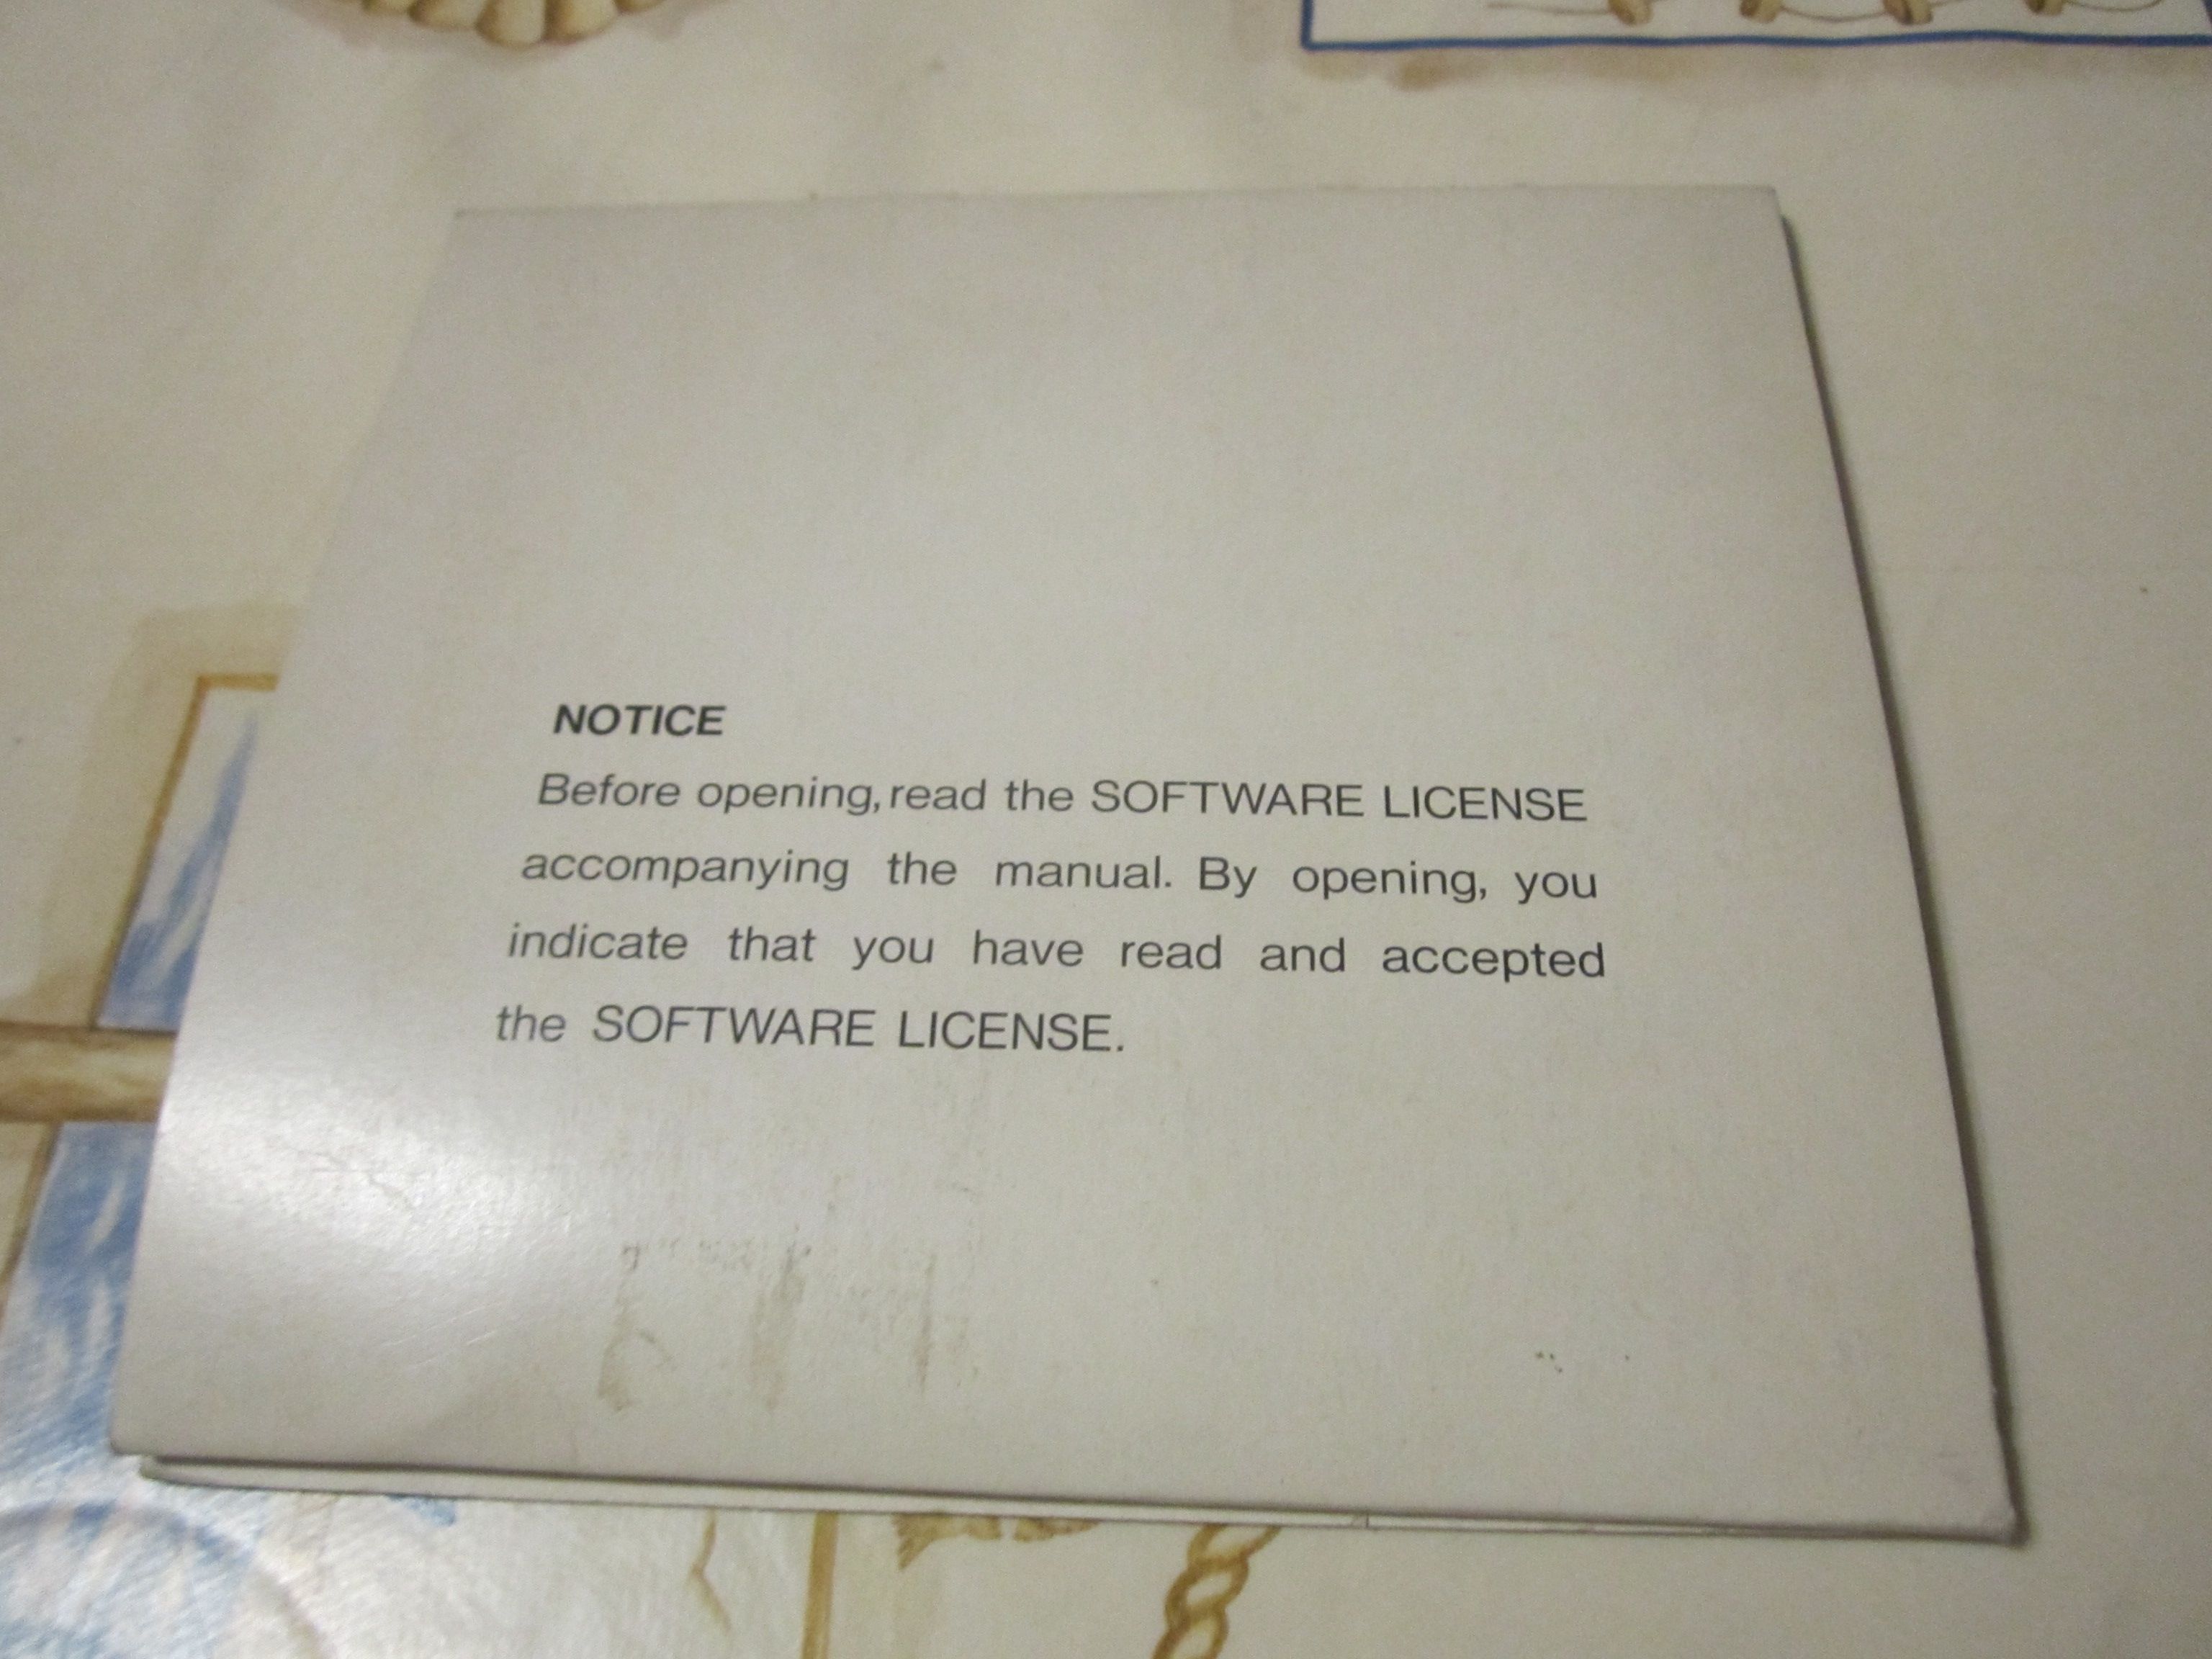 NOTICE
Before opening, read the SOFTWARE LICENSE
accompanying the manual. By opening, you
indicate that you have read and accepted
the SOFTWARE LICENSE.